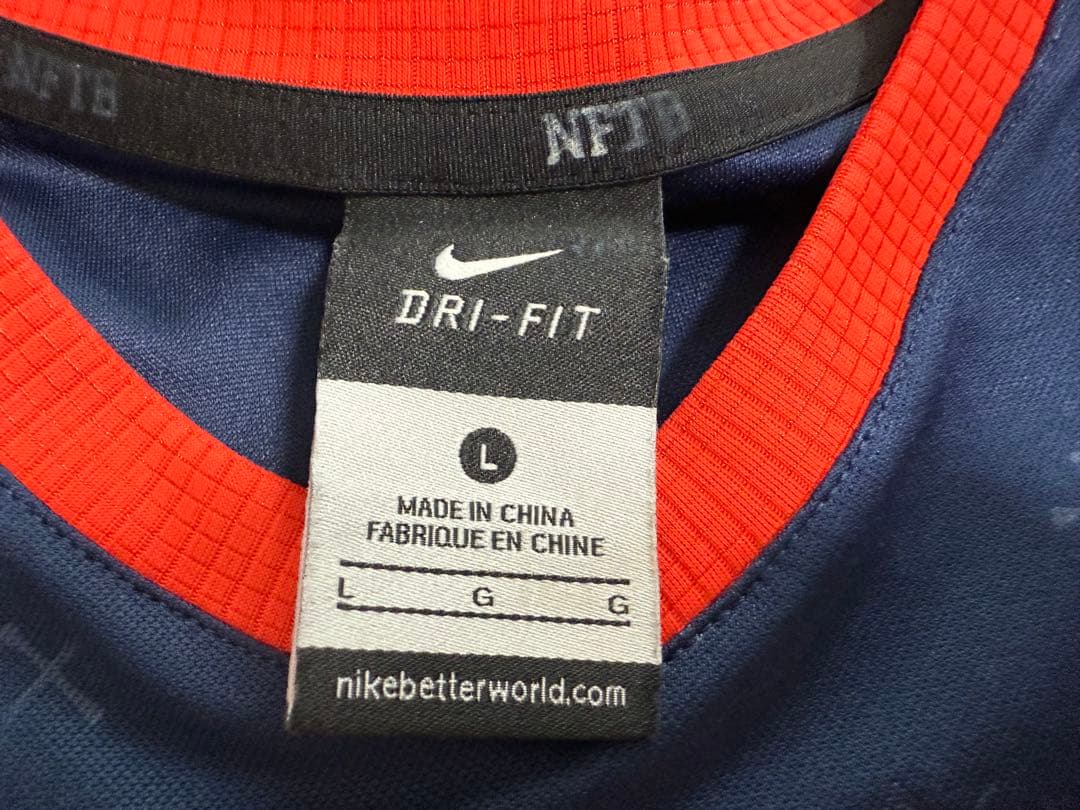 NFTB
NFTB
DRI-FIT
L
MADE IN CHINA
FABRIQUE EN CHINE
L G G
nikebetterworld.com